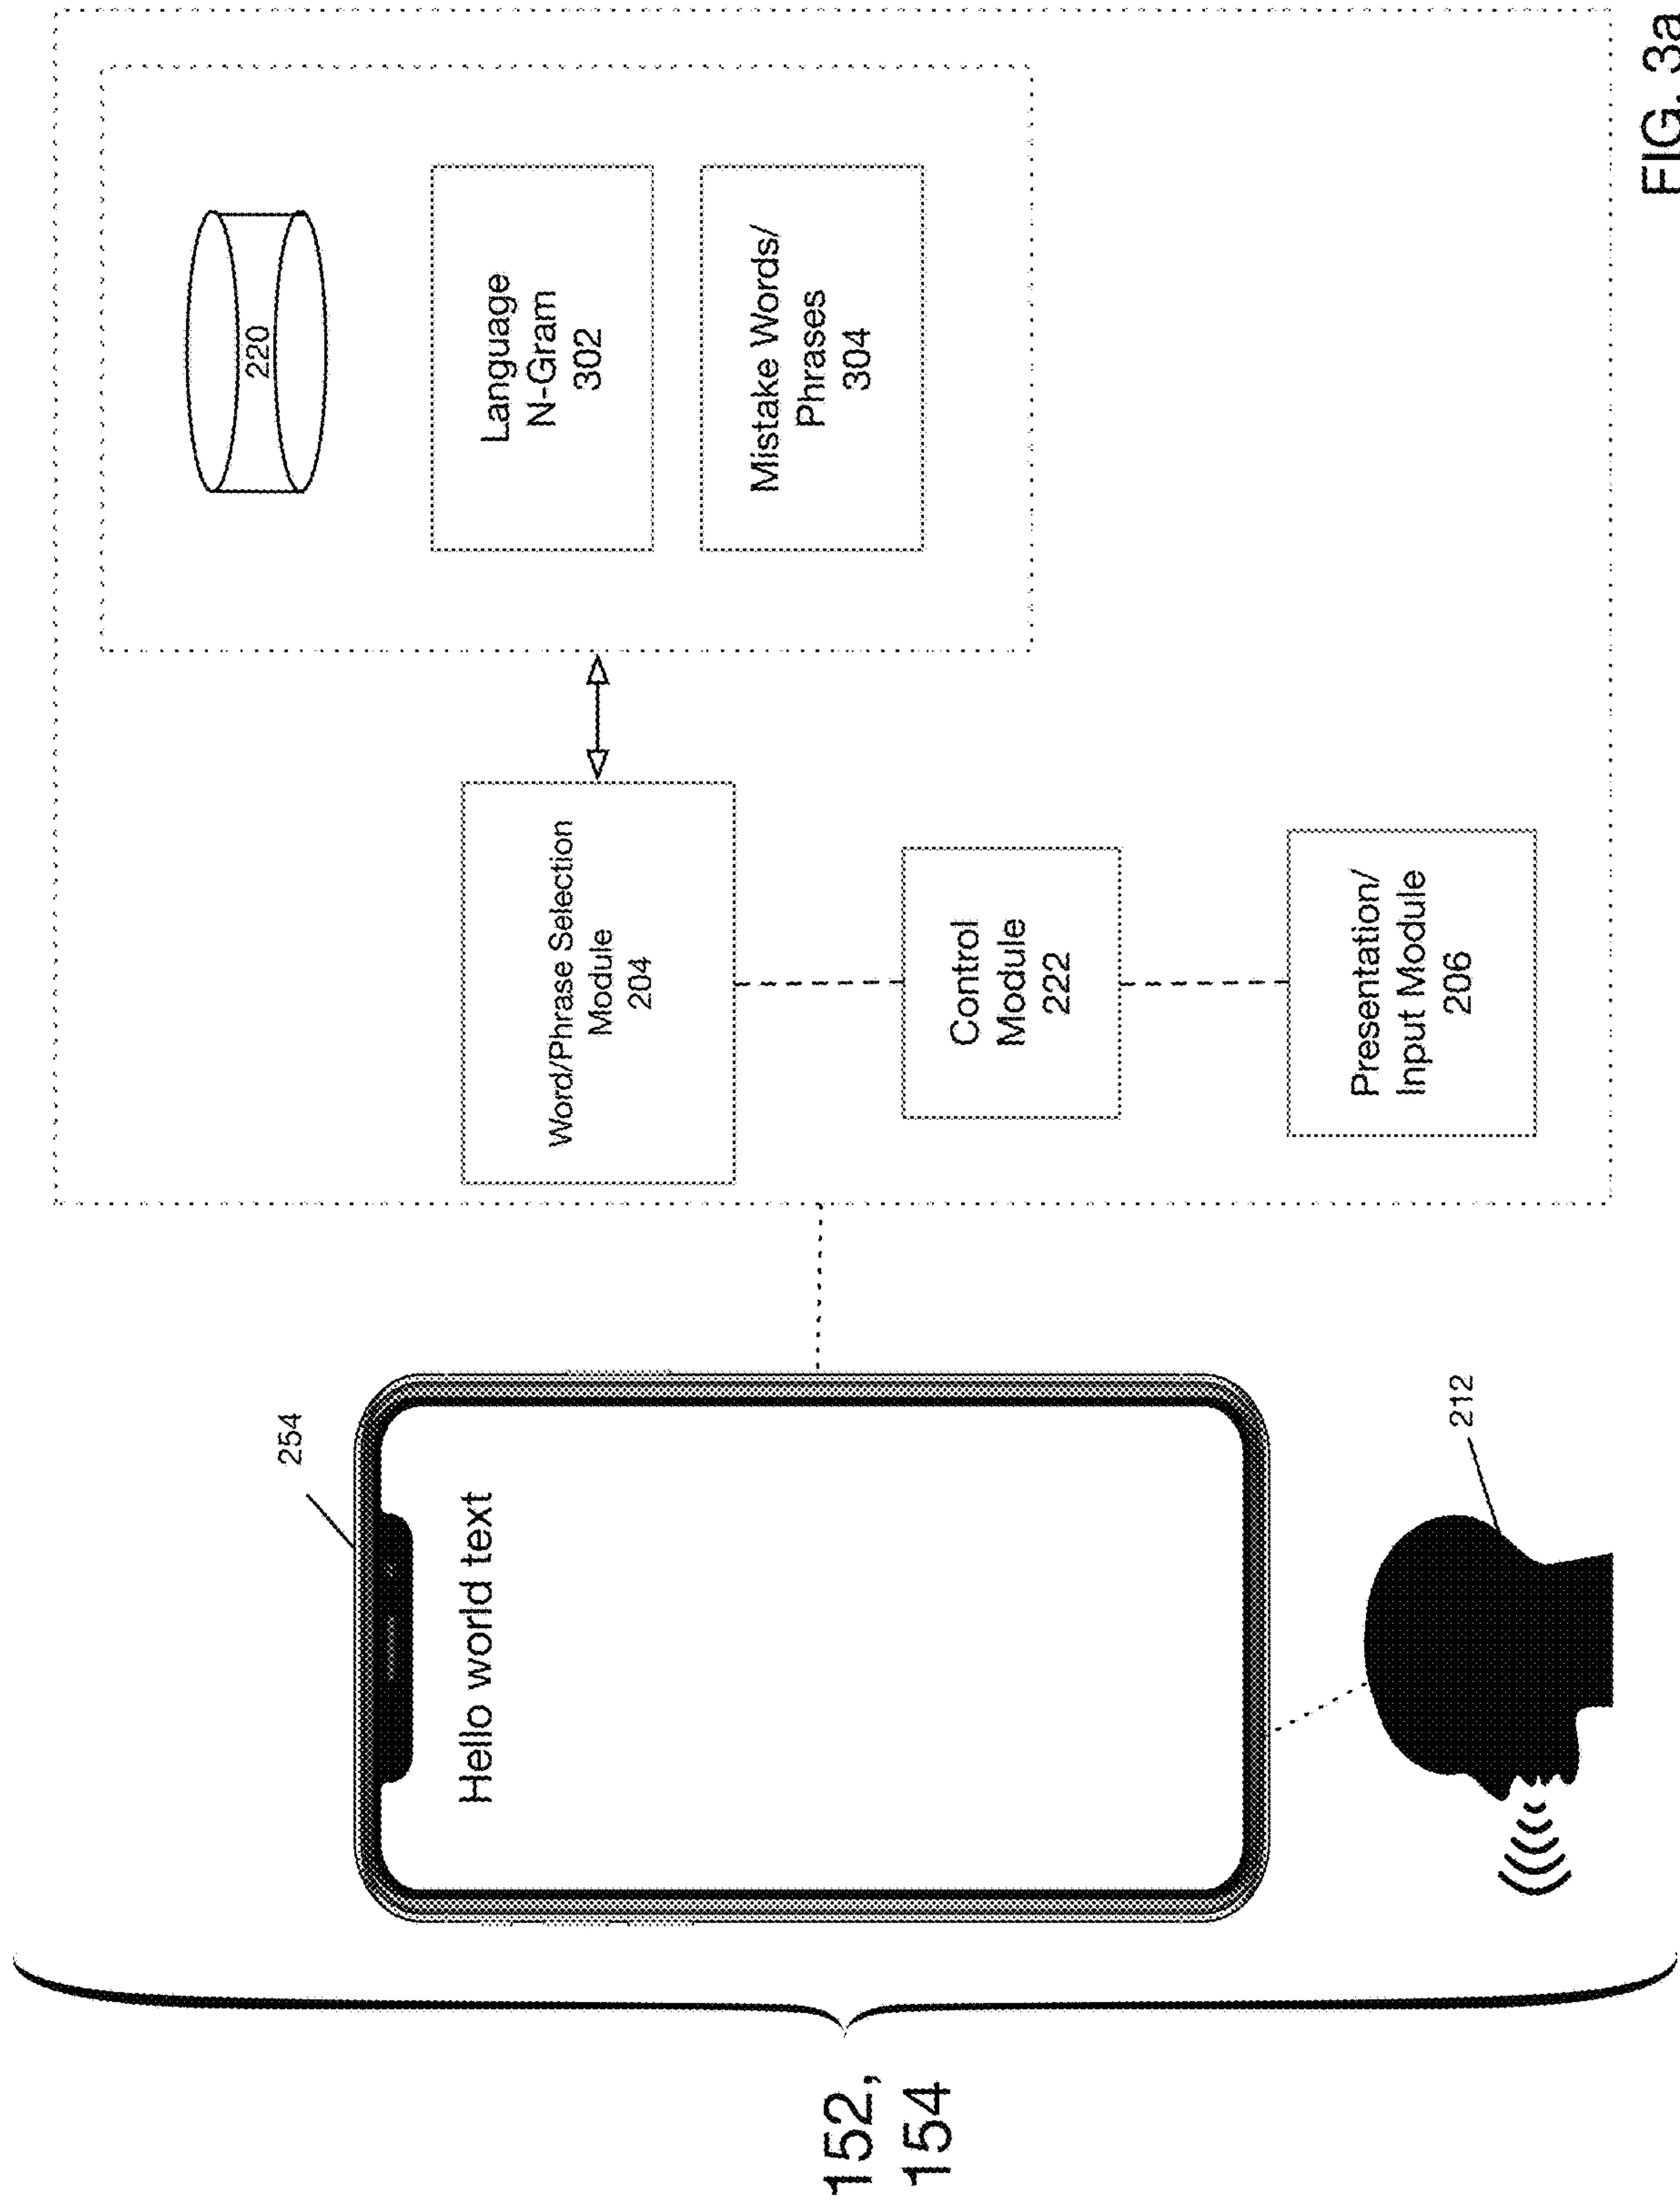 152,
154
254
Hello world text
212
Word/Phrase Selection
Module
204
Control
Module
222
Presentation/
Input Module
206
220
Language
N-Gram
302
Mistake Words/
Phrases
304
FIG. 3a